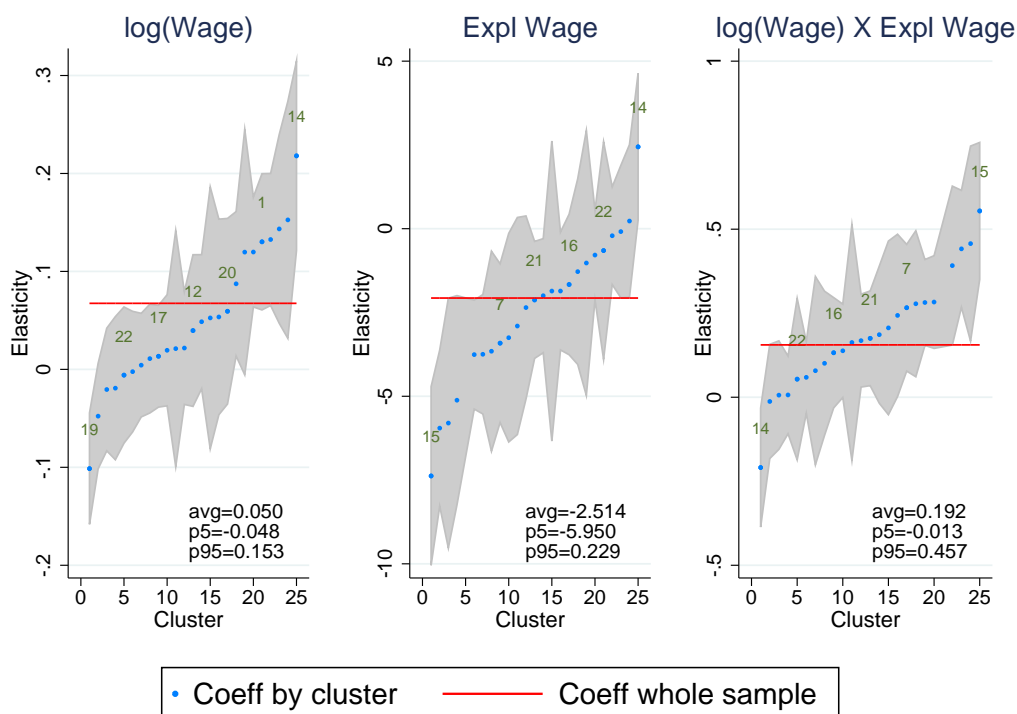 log(Wage)
Elasticity
.3
.2
.1
0
-.1
-.2
19
22
17
12
20
1
14
avg=0.050
p5=-0.048
p95=0.153
0 5 10 15 20 25
Cluster
Expl Wage
Elasticity
5
0
-5
-10
15
7
21
16
22
14
avg=-2.514
p5=-5.950
p95=0.229
0 5 10 15 20 25
Cluster
log(Wage) X Expl Wage
Elasticity
1
.5
0
-.5
14
22
16
21
7
15
avg=0.192
p5=-0.013
p95=0.457
0 5 10 15 20 25
Cluster
Coeff by cluster
Coeff whole sample